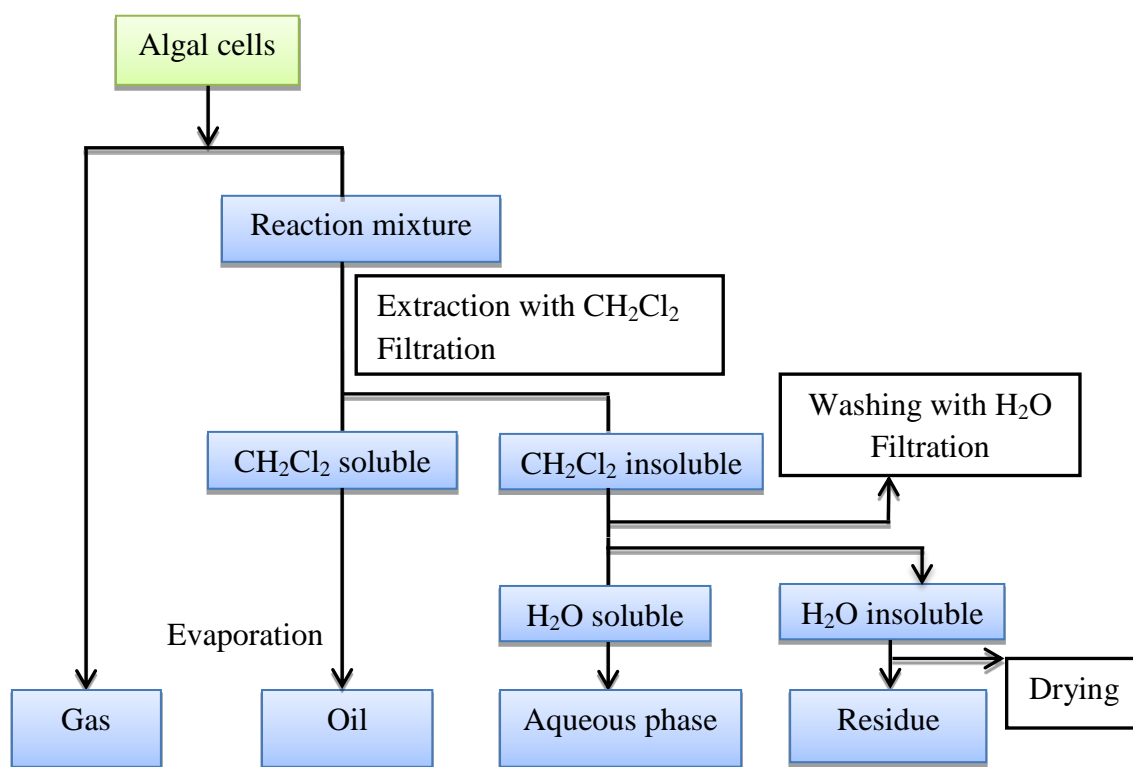 Algal cells
Reaction mixture
Extraction with CH₂Cl₂
Filtration
Washing with H₂O
Filtration
CH₂Cl₂ soluble
CH₂Cl₂ insoluble
H₂O soluble
H₂O insoluble
Evaporation
Drying
Gas
Oil
Aqueous phase
Residue